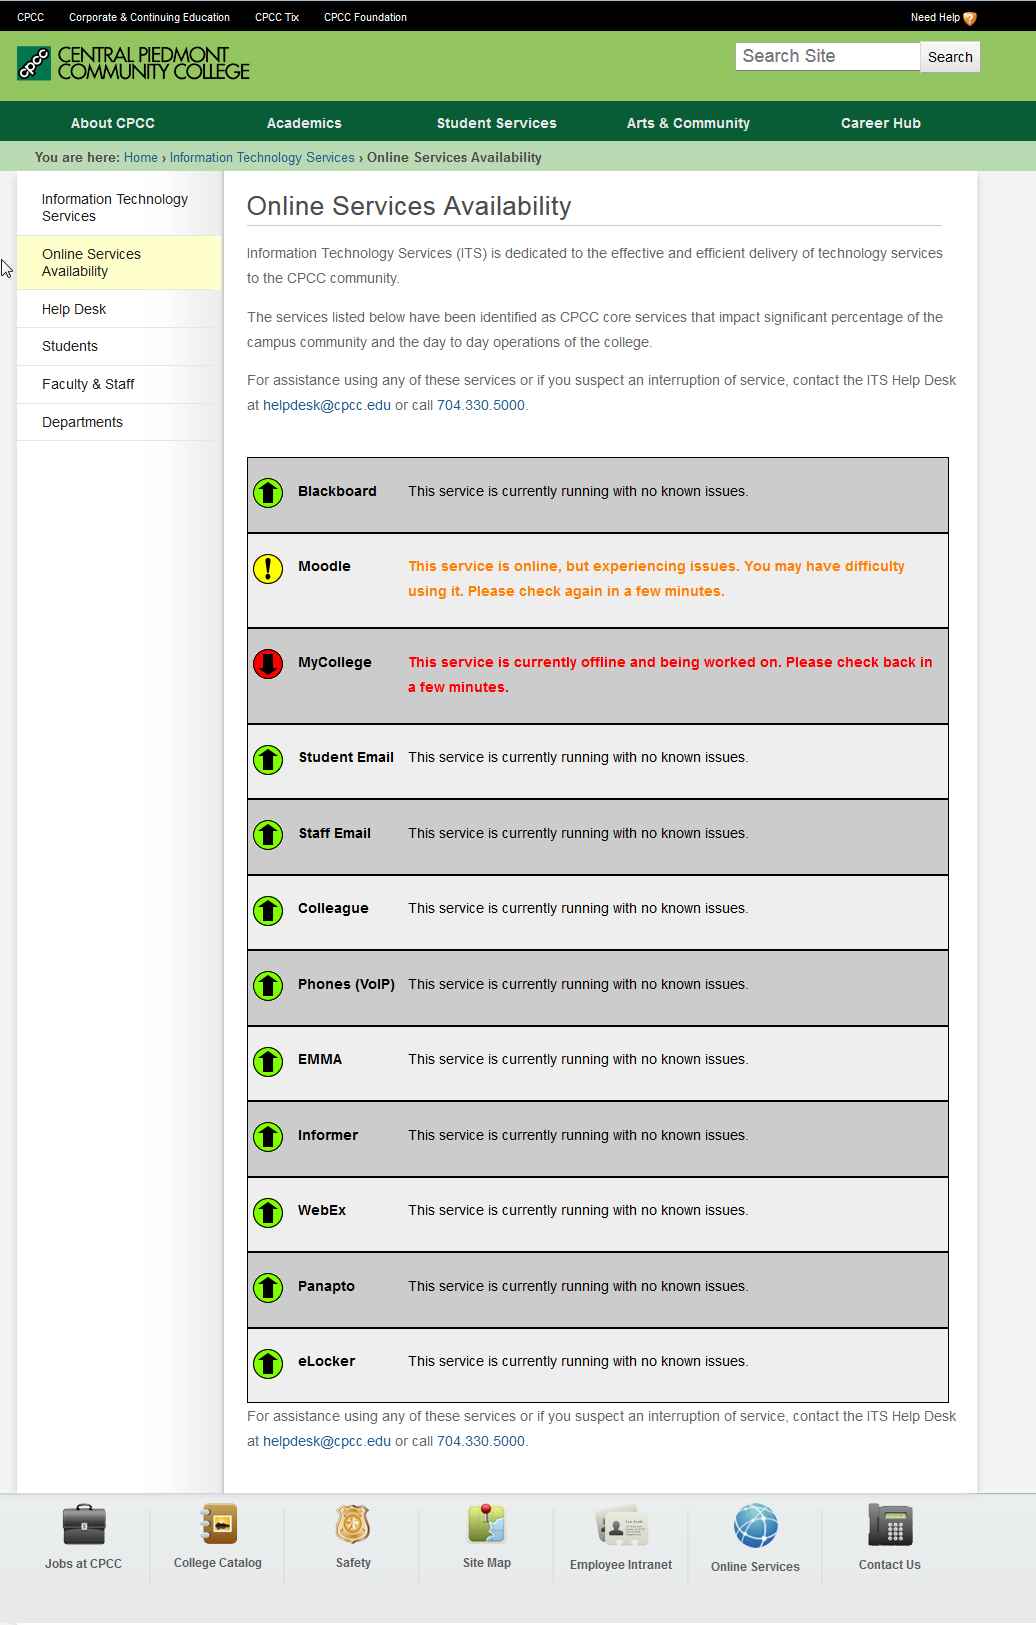 CPCC Corporate & Continuing Education CPCC Tix CPCC Foundation Need Help ?
cpcc CENTRAL PIEDMONT
COMMUNITY COLLEGE
Search Site Search
About CPCC Academics Student Services Arts & Community Career Hub
You are here: Home › Information Technology Services › Online Services Availability
Information Technology
Services
Online Services
Availability
Help Desk
Students
Faculty & Staff
Departments
Online Services Availability
Information Technology Services (ITS) is dedicated to the effective and efficient delivery of technology services
to the CPCC community.
The services listed below have been identified as CPCC core services that impact significant percentage of the
campus community and the day to day operations of the college.
For assistance using any of these services or if you suspect an interruption of service, contact the ITS Help Desk
at helpdesk@cpcc.edu or call 704.330.5000.
Blackboard This service is currently running with no known issues.
! Moodle This service is online, but experiencing issues. You may have difficulty
using it. Please check again in a few minutes.
MyCollege This service is currently offline and being worked on. Please check back in
a few minutes.
Student Email This service is currently running with no known issues.
Staff Email This service is currently running with no known issues.
Colleague This service is currently running with no known issues.
Phones (VoIP) This service is currently running with no known issues.
EMMA This service is currently running with no known issues.
Informer This service is currently running with no known issues.
WebEx This service is currently running with no known issues.
Panapto This service is currently running with no known issues.
eLocker This service is currently running with no known issues.
For assistance using any of these services or if you suspect an interruption of service, contact the ITS Help Desk
at helpdesk@cpcc.edu or call 704.330.5000.
Jobs at CPCC College Catalog Safety Site Map Employee Intranet Online Services Contact Us